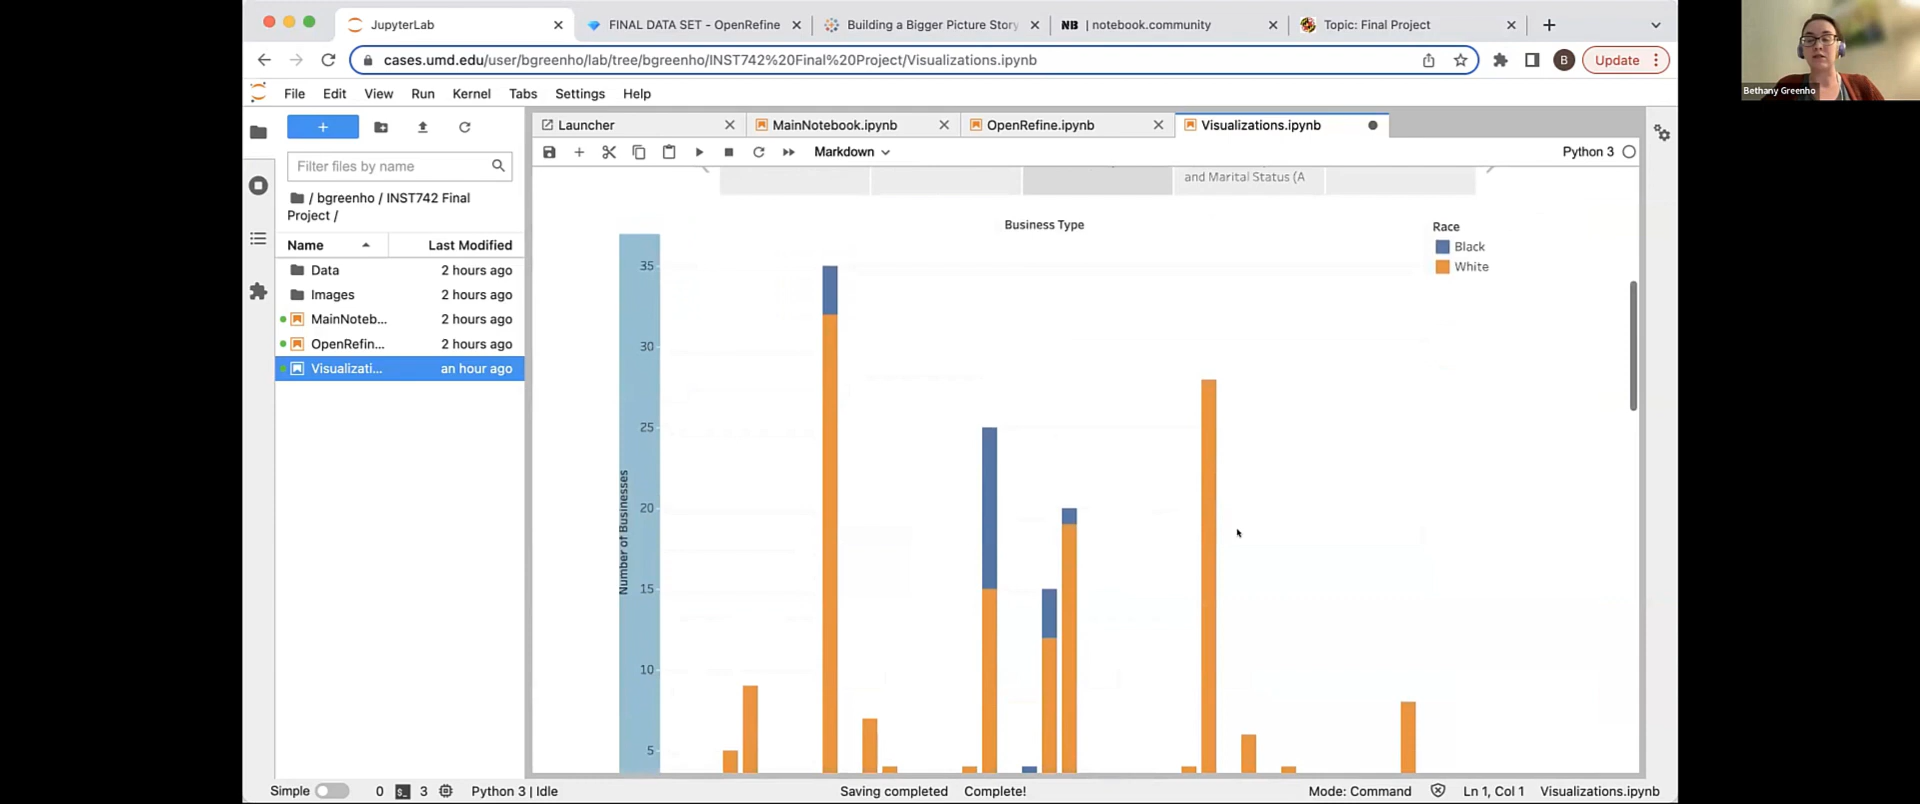 JupyterLab
FINAL DATA SET - OpenRefine
Building a Bigger Picture Story
NB | notebook.community
Topic: Final Project
cases.umd.edu/user/bgreenho/lab/tree/bgreenho/INST742%20Final%20Project/Visualizations.ipynb
B
Update
Bethany Greenho
File Edit View Run Kernel Tabs Settings Help
Launcher
MainNotebook.ipynb
OpenRefine.ipynb
Visualizations.ipynb
Markdown
Python 3
Filter files by name
/ bgreenho / INST742 Final
Project /
Name
Last Modified
Data 2 hours ago
Images 2 hours ago
MainNoteb... 2 hours ago
OpenRefin... 2 hours ago
Visualizati... an hour ago
and Marital Status (A
Business Type
Race
Black
White
35
30
25
20
15
10
5
Number of Businesses
Simple
0
3
Python 3 | Idle
Saving completed
Complete!
Mode: Command
Ln 1, Col 1
Visualizations.ipynb